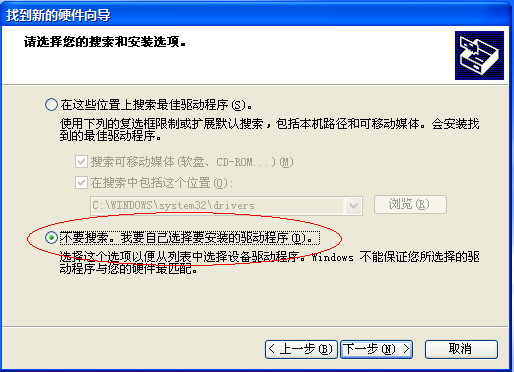 找到新的硬件向导
请选择您的搜索和安装选项。
在这些位置上搜索最佳驱动程序(S)。
使用下列的复选框限制或扩展默认搜索，包括本机路径和可移动媒体。会安装找
到的最佳驱动程序。
搜索可移动媒体(软盘、CD-ROM...)(M)
在搜索中包括这个位置(O):
C:\WINDOWS\system32\drivers
浏览(R)
不要搜索。我要自己选择要安装的驱动程序(D)。
选择这个选项以便从列表中选择设备驱动程序。Windows 不能保证您所选择的驱
动程序与您的硬件最匹配。
< 上一步(B)
下一步(N) >
取消